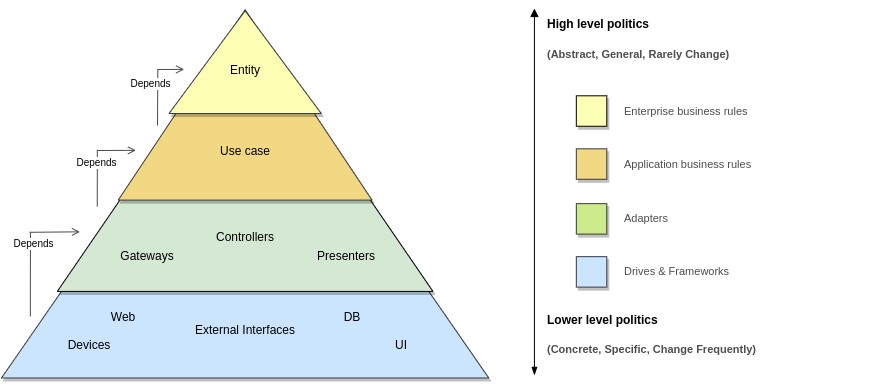 Entity
Depends
Use case
Depends
Controllers
Gateways
Presenters
Depends
Web
External Interfaces
DB
Devices
UI
High level politics
(Abstract, General, Rarely Change)
Enterprise business rules
Application business rules
Adapters
Drives & Frameworks
Lower level politics
(Concrete, Specific, Change Frequently)